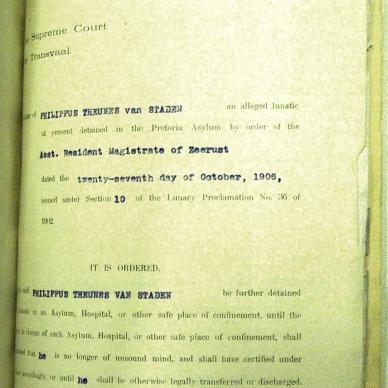 Supreme Court
Transvaal.
of PHILIPPUS THEUNES van STADEN an alleged lunatic
at present detained in the Pretoria Asylum by order of the
Asst. Resident Magistrate of Zeerust
dated the twenty-seventh day of October, 1906,
issued under Section 10 of the Lunacy Proclamation No. 36 of
1902
IT IS ORDERED,
said PHILIPPUS THEUNES VAN STADEN be further detained
lunatic in an Asylum, Hospital, or other safe place of confinement, until the
in charge of such Asylum, Hospital, or other safe place of confinement, shall
that he is no longer of unsound mind, and shall have certified under
accordingly, or until he shall be otherwise legally transferred or discharged.